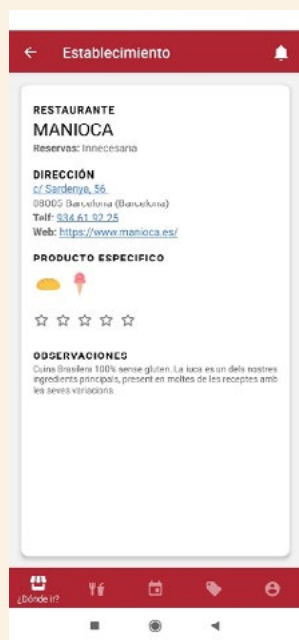 Establecimiento
RESTAURANTE
MANIOCA
Reservas: Innecesaria
DIRECCIÓN
c/ Sardenya, 56
08005 Barcelona (Barcelona)
Telf: 934 61 92 25
Web: https://www.manioca.es/
PRODUCTO ESPECIFICO
OBSERVACIONES
Cuina Brasilera 100% sense gluten. La iuca es un dels nostres
ingredients principals, present en moltes de les receptes amb
les seves variacions.
¿Dónde ir?